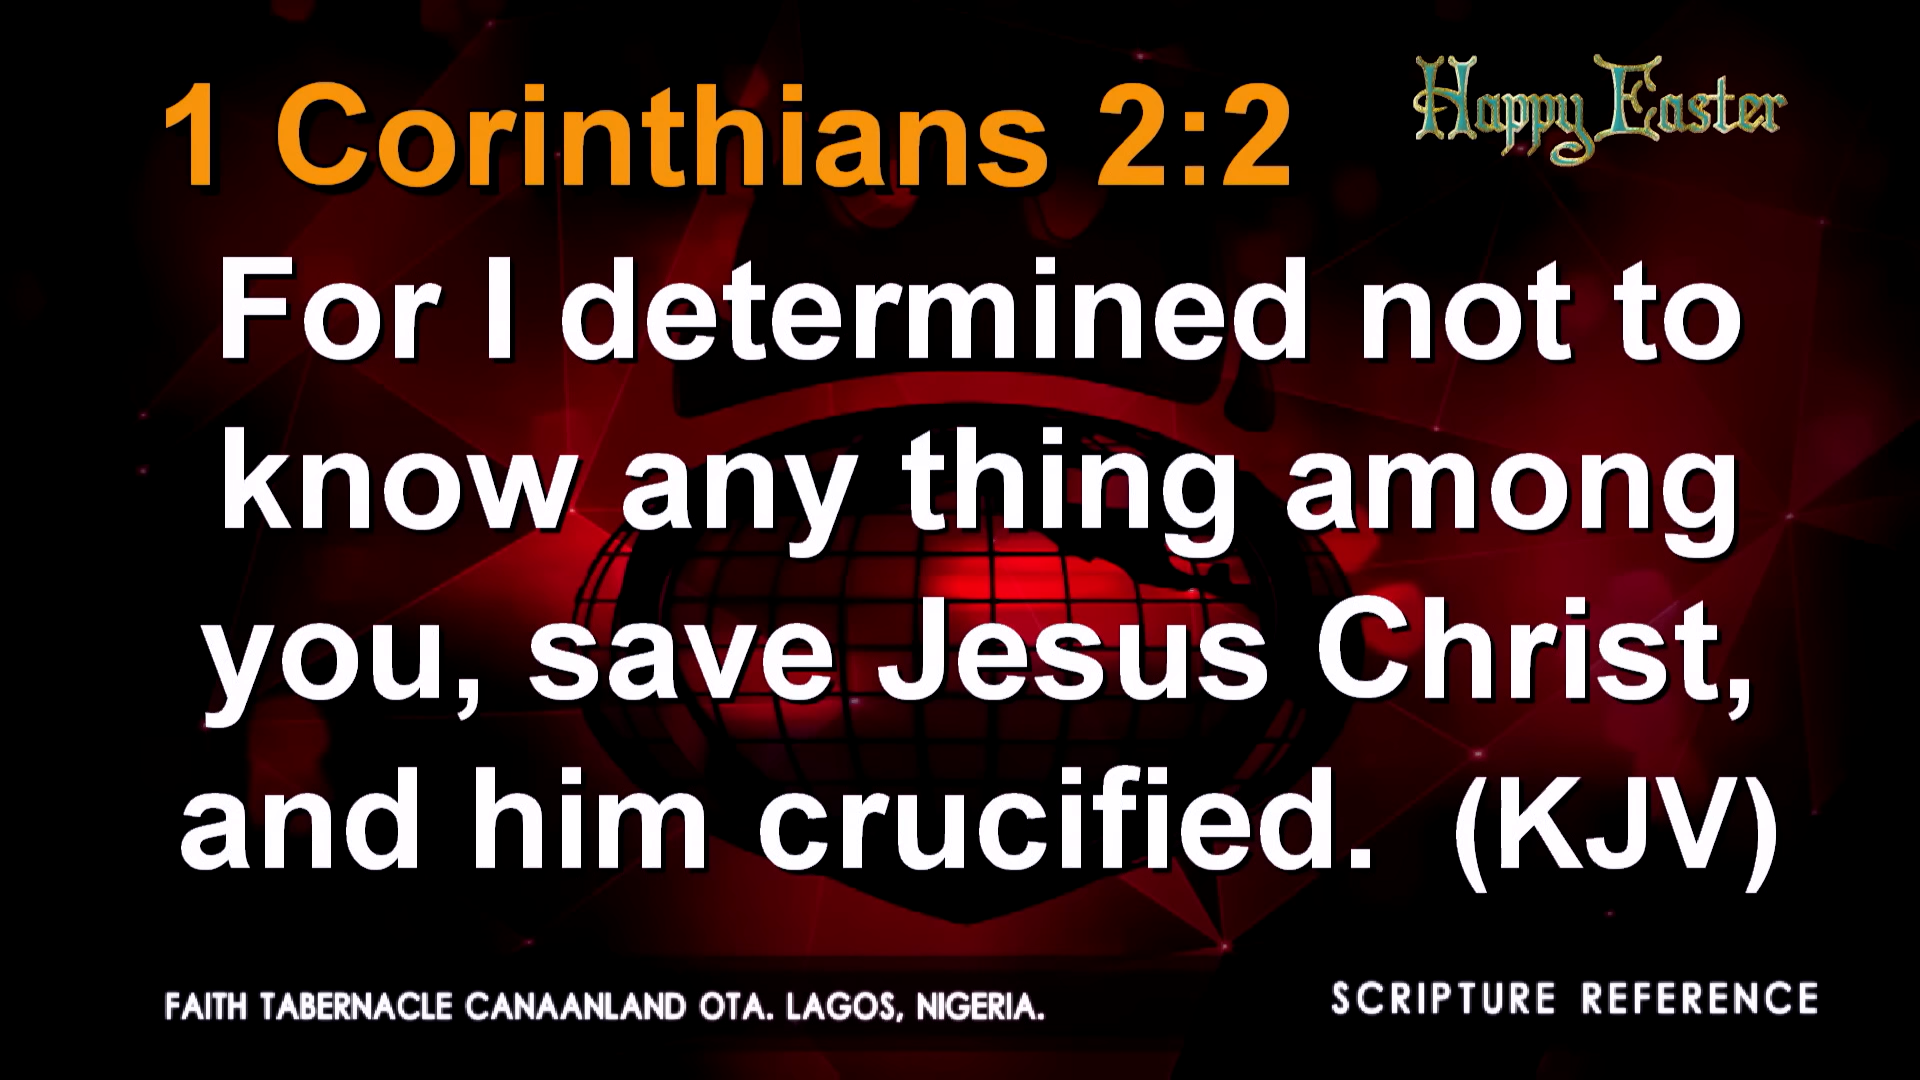 1 Corinthians 2:2
Happy Easter
For I determined not to
know any thing among
you, save Jesus Christ,
and him crucified. (KJV)
FAITH TABERNACLE CANAANLAND OTA. LAGOS, NIGERIA.
SCRIPTURE REFERENCE